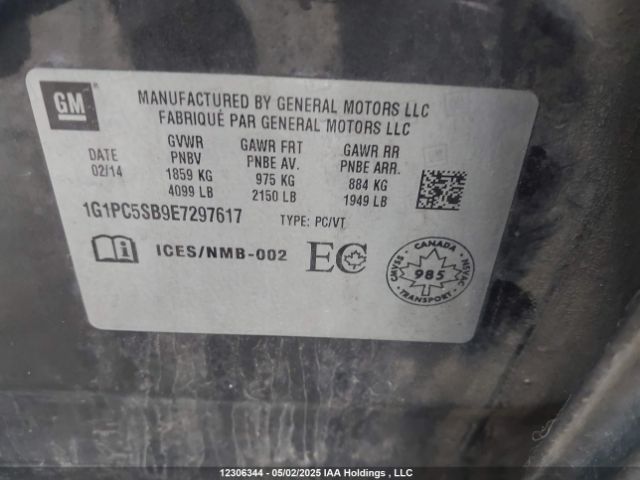 GM
MANUFACTURED BY GENERAL MOTORS LLC
FABRIQUÉ PAR GENERAL MOTORS LLC
DATE
02/14
GVWR
PNBV
1859 KG
4099 LB
GAWR FRT
PNBE AV.
975 KG
2150 LB
GAWR RR
PNBE ARR.
884 KG
1949 LB
1G1PC5SB9E7297617 TYPE: PC/VT
ICES/NMB-002 EC
CANADA
CMVSS
985
NSVAC
TRANSPORT
12306344 - 05/02/2025 IAA Holdings , LLC